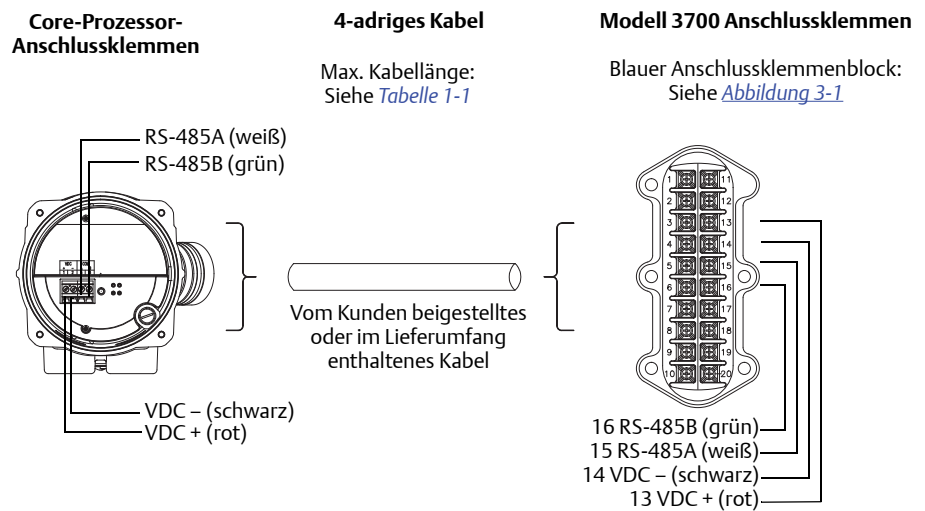 Core-Prozessor-
Anschlussklemmen
4-adriges Kabel
Max. Kabellänge:
Siehe Tabelle 1-1
Modell 3700 Anschlussklemmen
Blauer Anschlussklemmenblock:
Siehe Abbildung 3-1
RS-485A (weiß)
RS-485B (grün)
VDC – (schwarz)
VDC + (rot)
Vom Kunden beigestelltes
oder im Lieferumfang
enthaltenes Kabel
1 11
2 12
3 13
4 14
5 15
6 16
7 17
8 18
9 19
10 20
16 RS-485B (grün)
15 RS-485A (weiß)
14 VDC – (schwarz)
13 VDC + (rot)